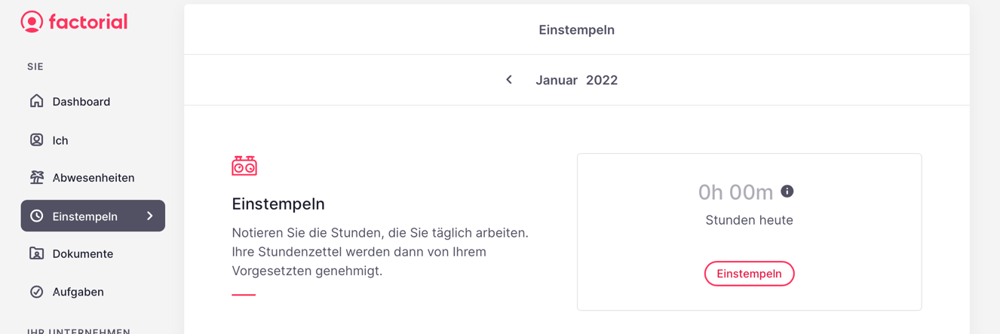 factorial
SIE
Dashboard
Ich
Abwesenheiten
Einstempeln
Dokumente
Aufgaben
IHR UNTERNEHMEN
Einstempeln
Januar 2022
Einstempeln
Notieren Sie die Stunden, die Sie täglich arbeiten.
Ihre Stundenzettel werden dann von Ihrem
Vorgesetzten genehmigt.
0h 00m
Stunden heute
Einstempeln